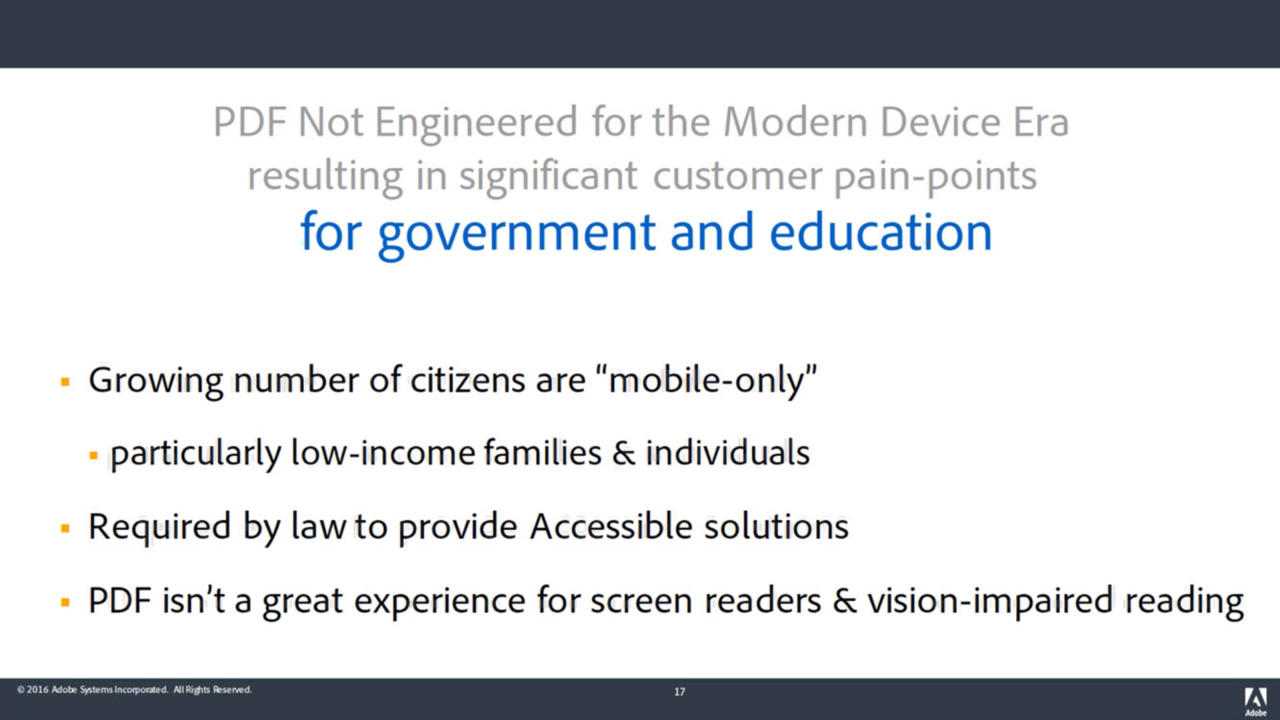 PDF Not Engineered for the Modern Device Era
resulting in significant customer pain-points
for government and education
▪ Growing number of citizens are “mobile-only”
▪ particularly low-income families & individuals
▪ Required by law to provide Accessible solutions
▪ PDF isn’t a great experience for screen readers & vision-impaired reading
© 2016 Adobe Systems Incorporated. All Rights Reserved.
17
Adobe